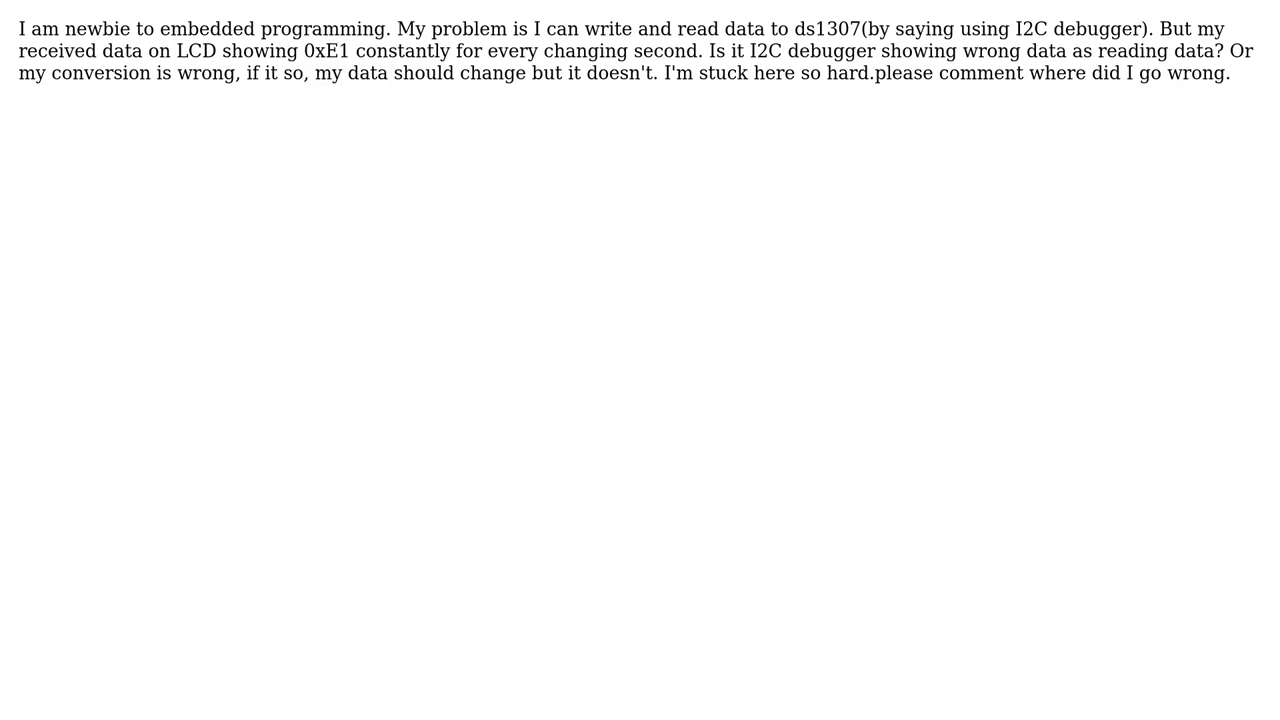 I am newbie to embedded programming. My problem is I can write and read data to ds1307(by saying using I2C debugger). But my
received data on LCD showing 0xE1 constantly for every changing second. Is it I2C debugger showing wrong data as reading data? Or
my conversion is wrong, if it so, my data should change but it doesn't. I'm stuck here so hard.please comment where did I go wrong.